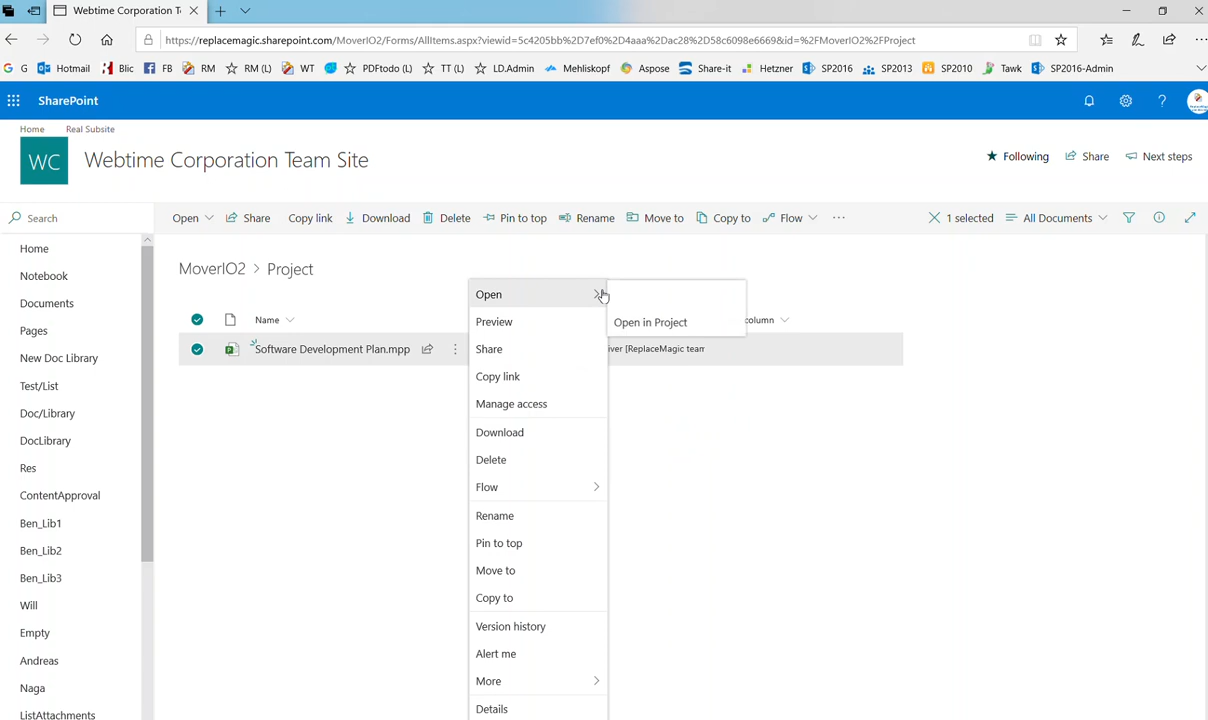 Webtime Corporation T
https://replacemagic.sharepoint.com/MoverIO2/Forms/AllItems.aspx?viewid=5c4205bb%2D7ef0%2D4aaa%2Dac28%2D58c6098e6669&id=%2FMoverIO2%2FProject
G Hotmail Blic FB RM RM (L) WT PDFtodo (L) TT (L) LD.Admin Mehliskopf Aspose Share-it Hetzner SP2016 SP2013 SP2010 Tawk SP2016-Admin
SharePoint
Home Real Subsite
WC Webtime Corporation Team Site
Following Share Next steps
Search
Open Share Copy link Download Delete Pin to top Rename Move to Copy to Flow ... 1 selected All Documents
Home
Notebook
Documents
Pages
New Doc Library
Test/List
Doc/Library
DocLibrary
Res
ContentApproval
Ben_Lib1
Ben_Lib2
Ben_Lib3
Will
Empty
Andreas
Naga
ListAttachments
MoverIO2 > Project
Name
column
Software Development Plan.mpp
iver [ReplaceMagic team
Open
Preview
Share
Copy link
Manage access
Download
Delete
Flow
Rename
Pin to top
Move to
Copy to
Version history
Alert me
More
Details
Open in Project